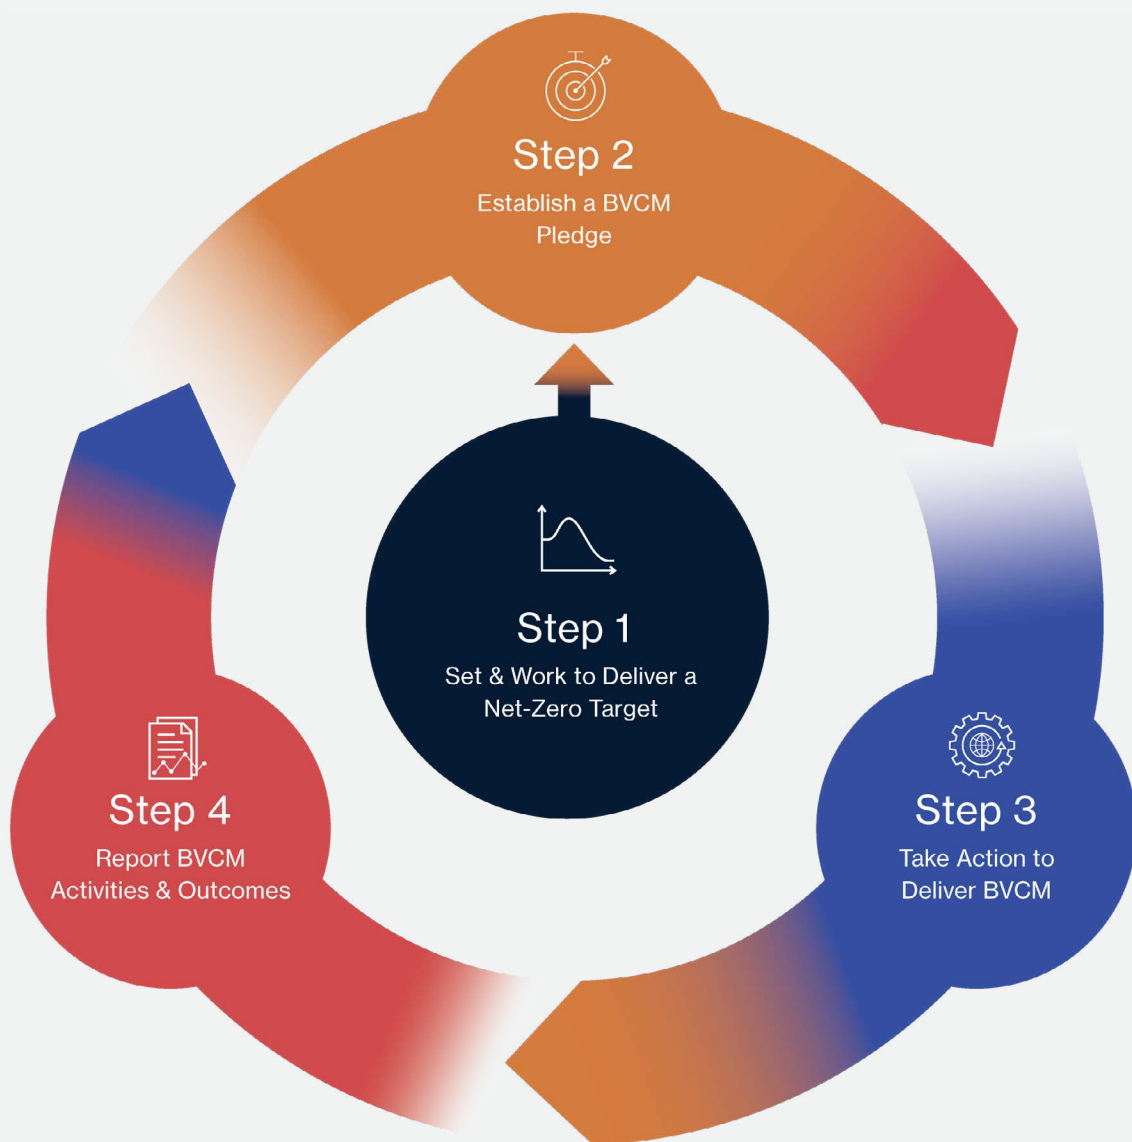 Step 2
Establish a BVCM
Pledge
Step 1
Set & Work to Deliver a
Net-Zero Target
Step 4
Report BVCM
Activities & Outcomes
Step 3
Take Action to
Deliver BVCM